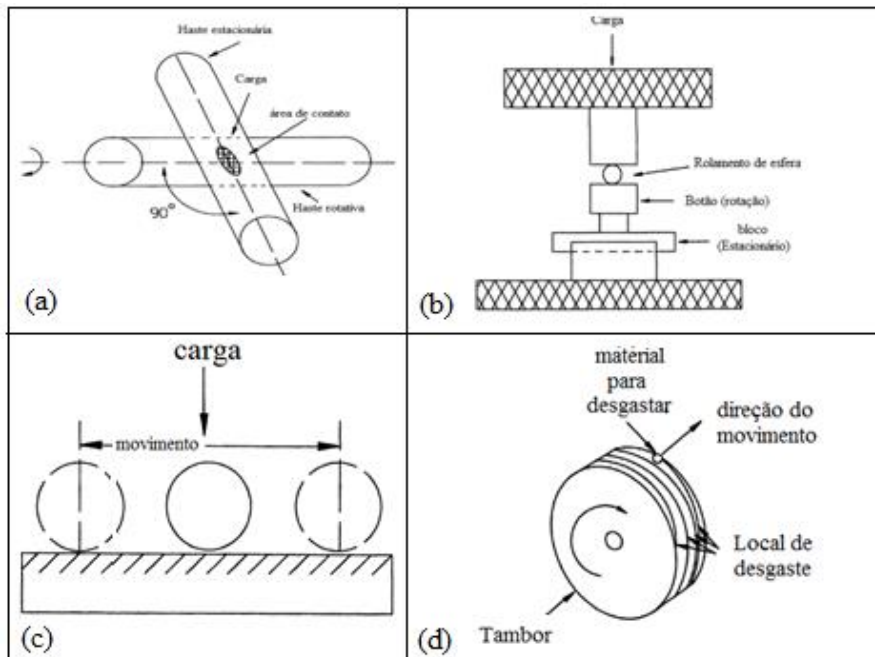 Haste estacionária
Carga
área de contato
90°
Haste rotativa
(a)
Carga
Rolamento de esfera
Botão (rotação)
bloco
(Estacionário)
(b)
carga
movimento
(c)
material
para
desgastar
direção do
movimento
Local de
desgaste
Tambor
(d)